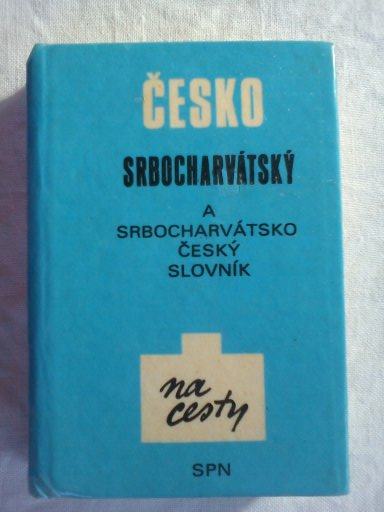 ČESKO
SRBOCHARVÁTSKÝ
A
SRBOCHARVÁTSKO
ČESKÝ
SLOVNÍK
na
cesty
SPN